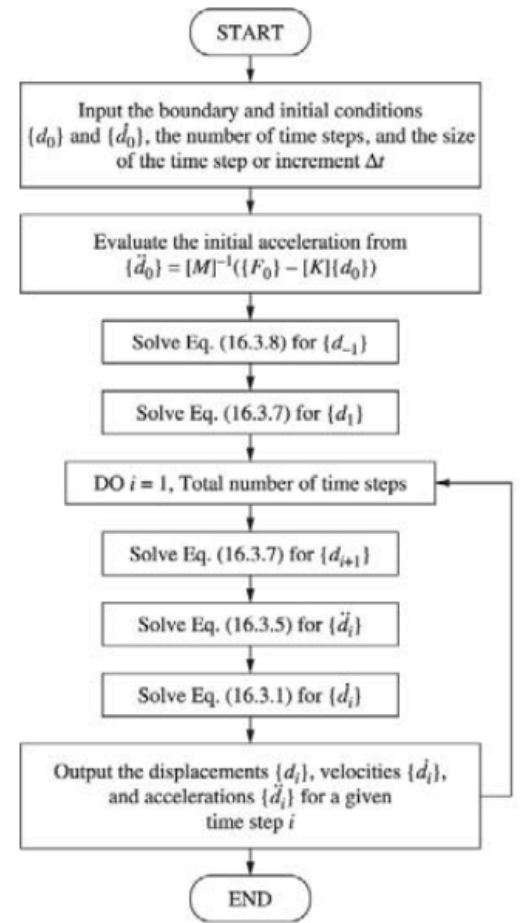 START
Input the boundary and initial conditions
{d₀} and {ḋ₀}, the number of time steps, and the size
of the time step or increment Δt
Evaluate the initial acceleration from
{d̈₀} = [M]⁻¹({F₀} − [K]{d₀})
Solve Eq. (16.3.8) for {d₋₁}
Solve Eq. (16.3.7) for {d₁}
DO i = 1, Total number of time steps
Solve Eq. (16.3.7) for {dᵢ₊₁}
Solve Eq. (16.3.5) for {d̈ᵢ}
Solve Eq. (16.3.1) for {ḋᵢ}
Output the displacements {dᵢ}, velocities {ḋᵢ},
and accelerations {d̈ᵢ} for a given
time step i
END